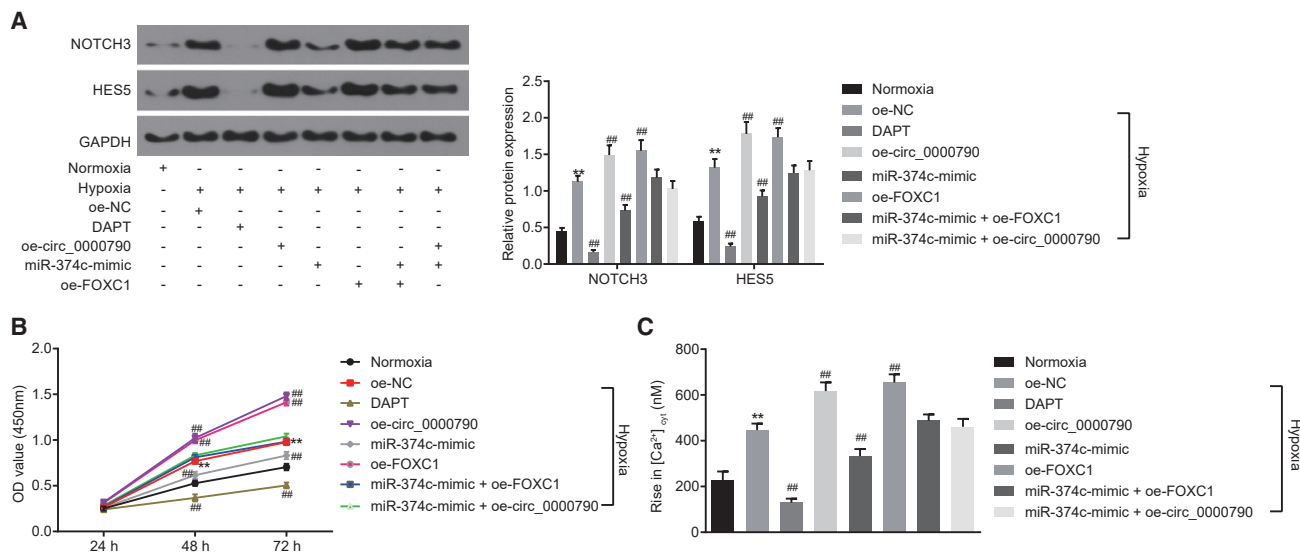 A
NOTCH3
HES5
GAPDH
Normoxia + - - - - - - -
Hypoxia - + + + + + + +
oe-NC - + - - - - - -
DAPT - - + - - - - -
oe-circ_0000790 - - - + - - - +
miR-374c-mimic - - - - + - + +
oe-FOXC1 - - - - - + + -
Relative protein expression
2.5
2.0
1.5
1.0
0.5
0.0
** ## ## ## ##
** ## ## ## ##
NOTCH3 HES5
Normoxia
oe-NC
DAPT
oe-circ_0000790
miR-374c-mimic
oe-FOXC1
miR-374c-mimic + oe-FOXC1
miR-374c-mimic + oe-circ_0000790
Hypoxia
B
OD value (450nm)
2.0
1.5
1.0
0.5
0.0
##
##
**
##
##
##
##
**
##
##
24 h 48 h 72 h
Normoxia
oe-NC
DAPT
oe-circ_0000790
miR-374c-mimic
oe-FOXC1
miR-374c-mimic + oe-FOXC1
miR-374c-mimic + oe-circ_0000790
Hypoxia
C
Rise in [Ca2+] cyt (nM)
800
600
400
200
0
** ## ## ## ##
Normoxia
oe-NC
DAPT
oe-circ_0000790
miR-374c-mimic
oe-FOXC1
miR-374c-mimic + oe-FOXC1
miR-374c-mimic + oe-circ_0000790
Hypoxia